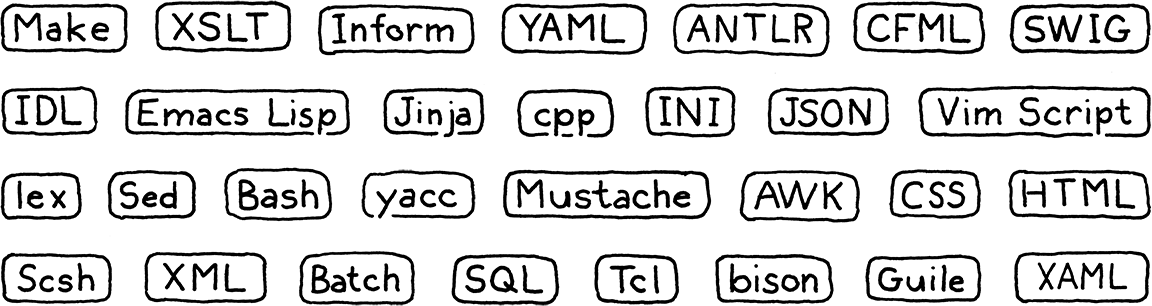 Make XSLT Inform YAML ANTLR CFML SWIG
IDL Emacs Lisp Jinja cpp INI JSON Vim Script
lex Sed Bash yacc Mustache AWK CSS HTML
Scsh XML Batch SQL Tcl bison Guile XAML